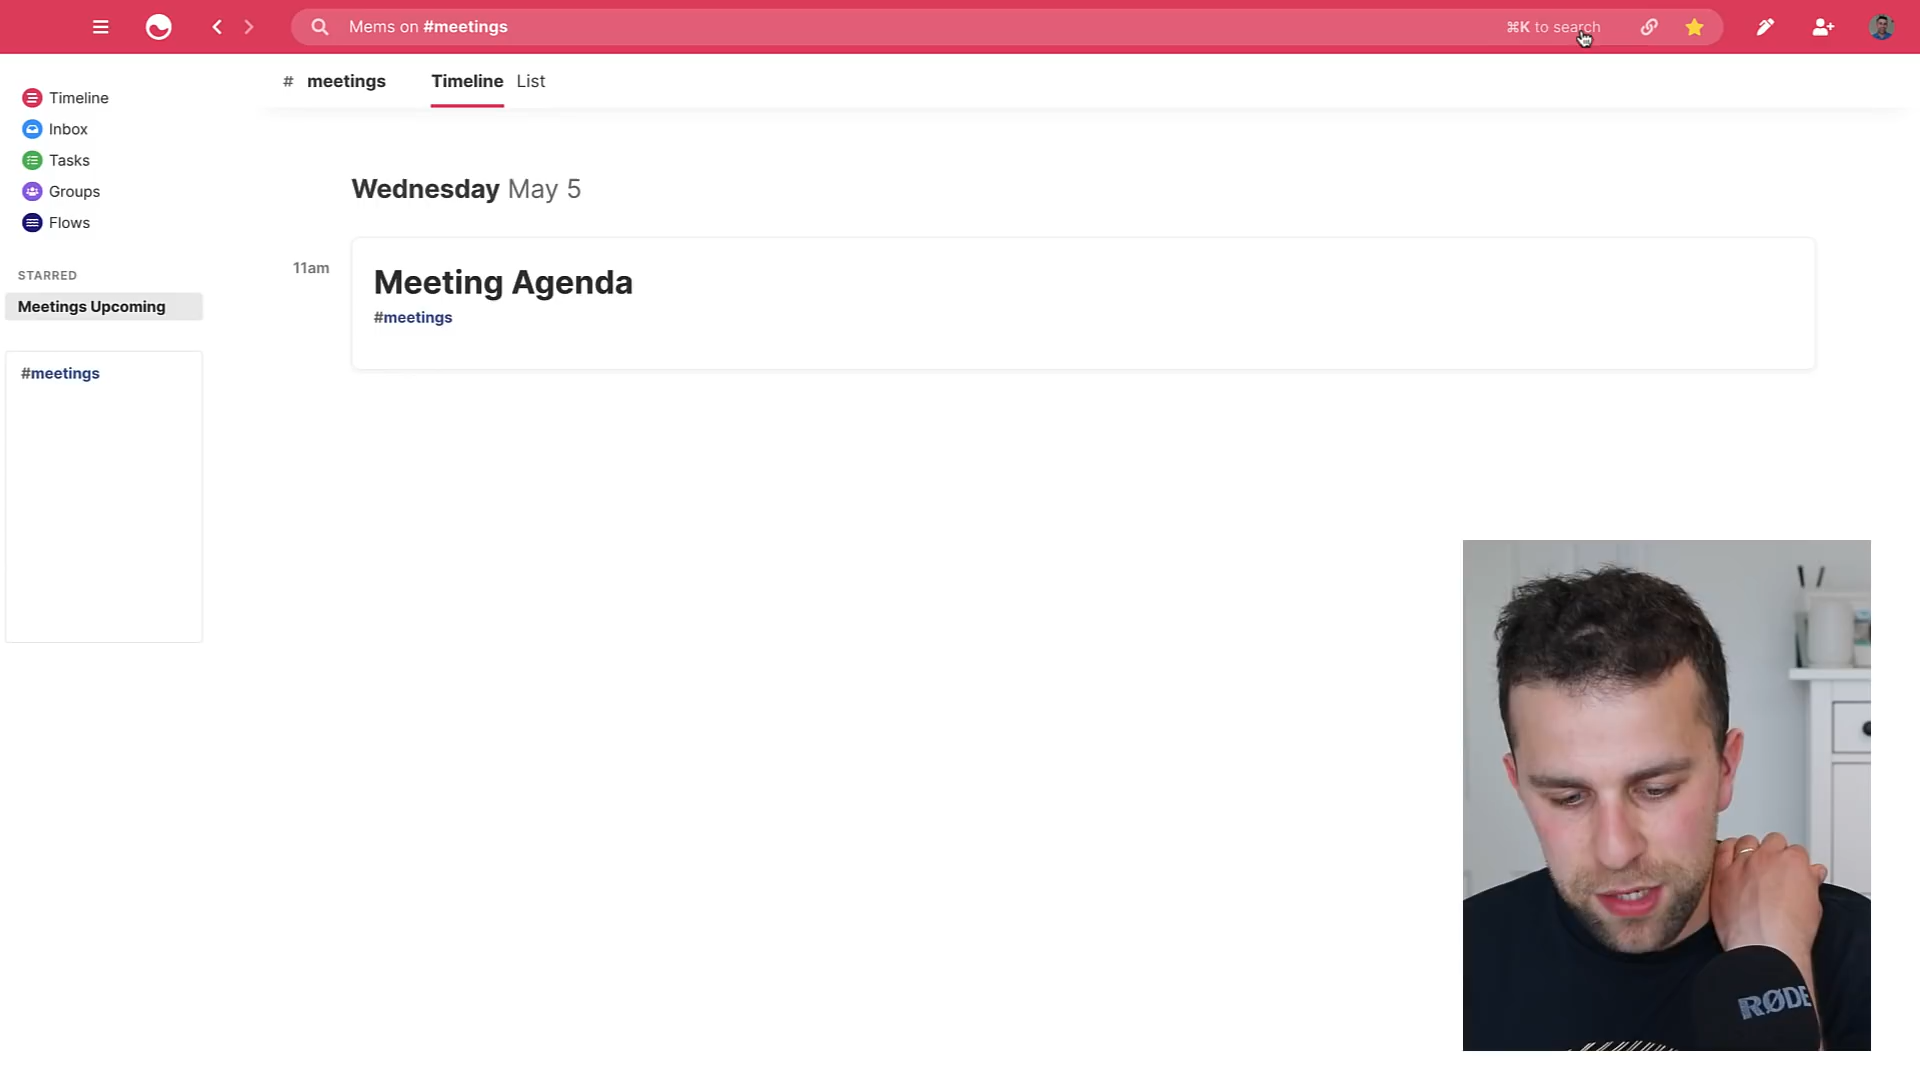 Mems on #meetings
⌘K to search
Timeline
Inbox
Tasks
Groups
Flows
STARRED
Meetings Upcoming
#meetings
# meetings
Timeline List
Wednesday May 5
11am
Meeting Agenda
#meetings
RØDE